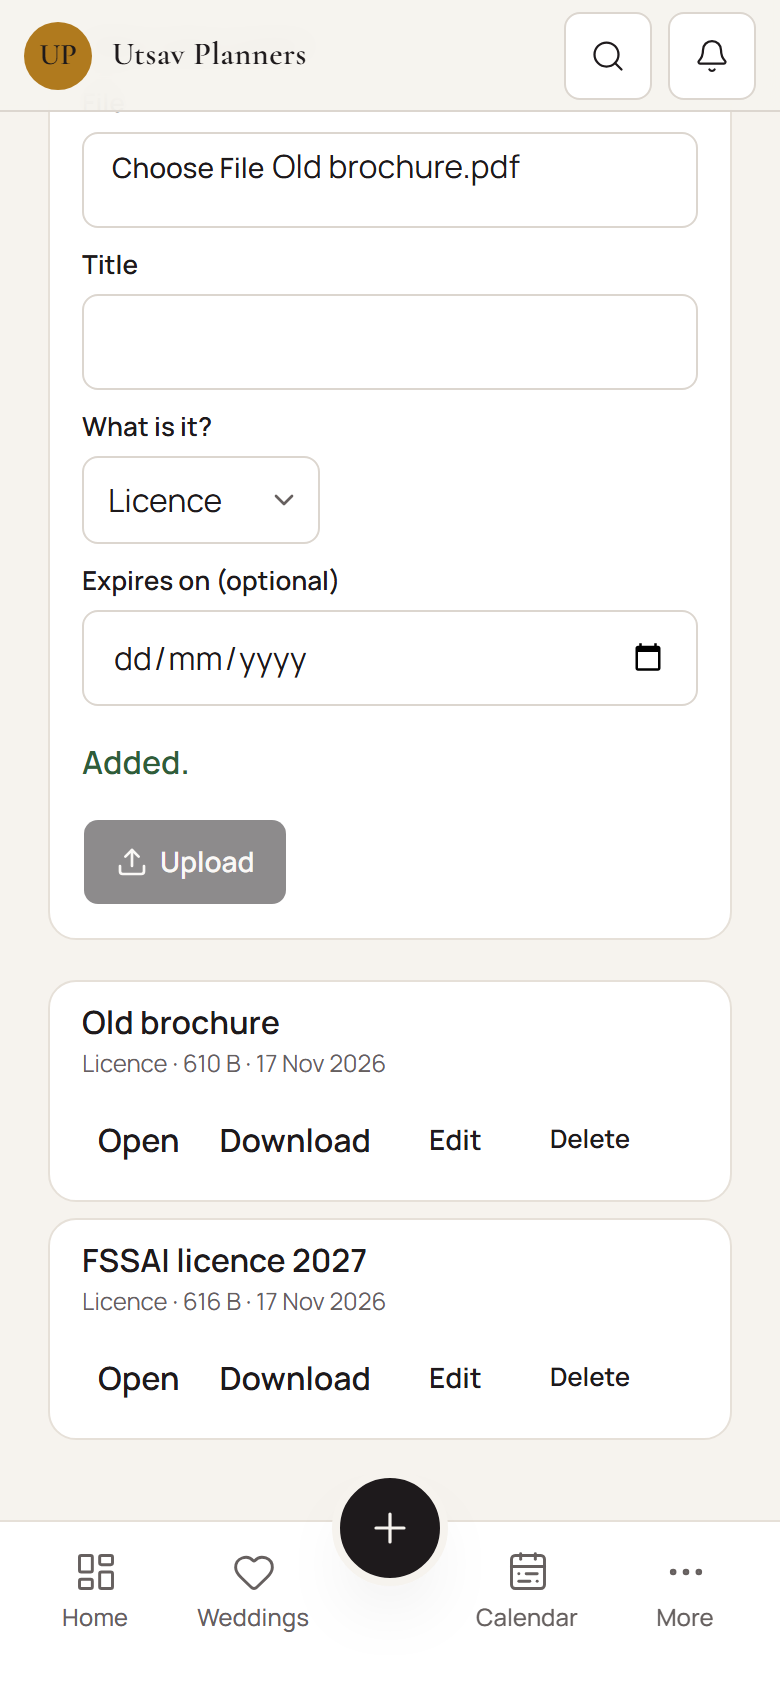 UP Utsav Planners
File
Choose File Old brochure.pdf
Title
What is it?
Licence
Expires on (optional)
dd/mm/yyyy
Added.
Upload
Old brochure
Licence · 610 B · 17 Nov 2026
Open Download Edit Delete
FSSAI licence 2027
Licence · 616 B · 17 Nov 2026
Open Download Edit Delete
Home Weddings Calendar More